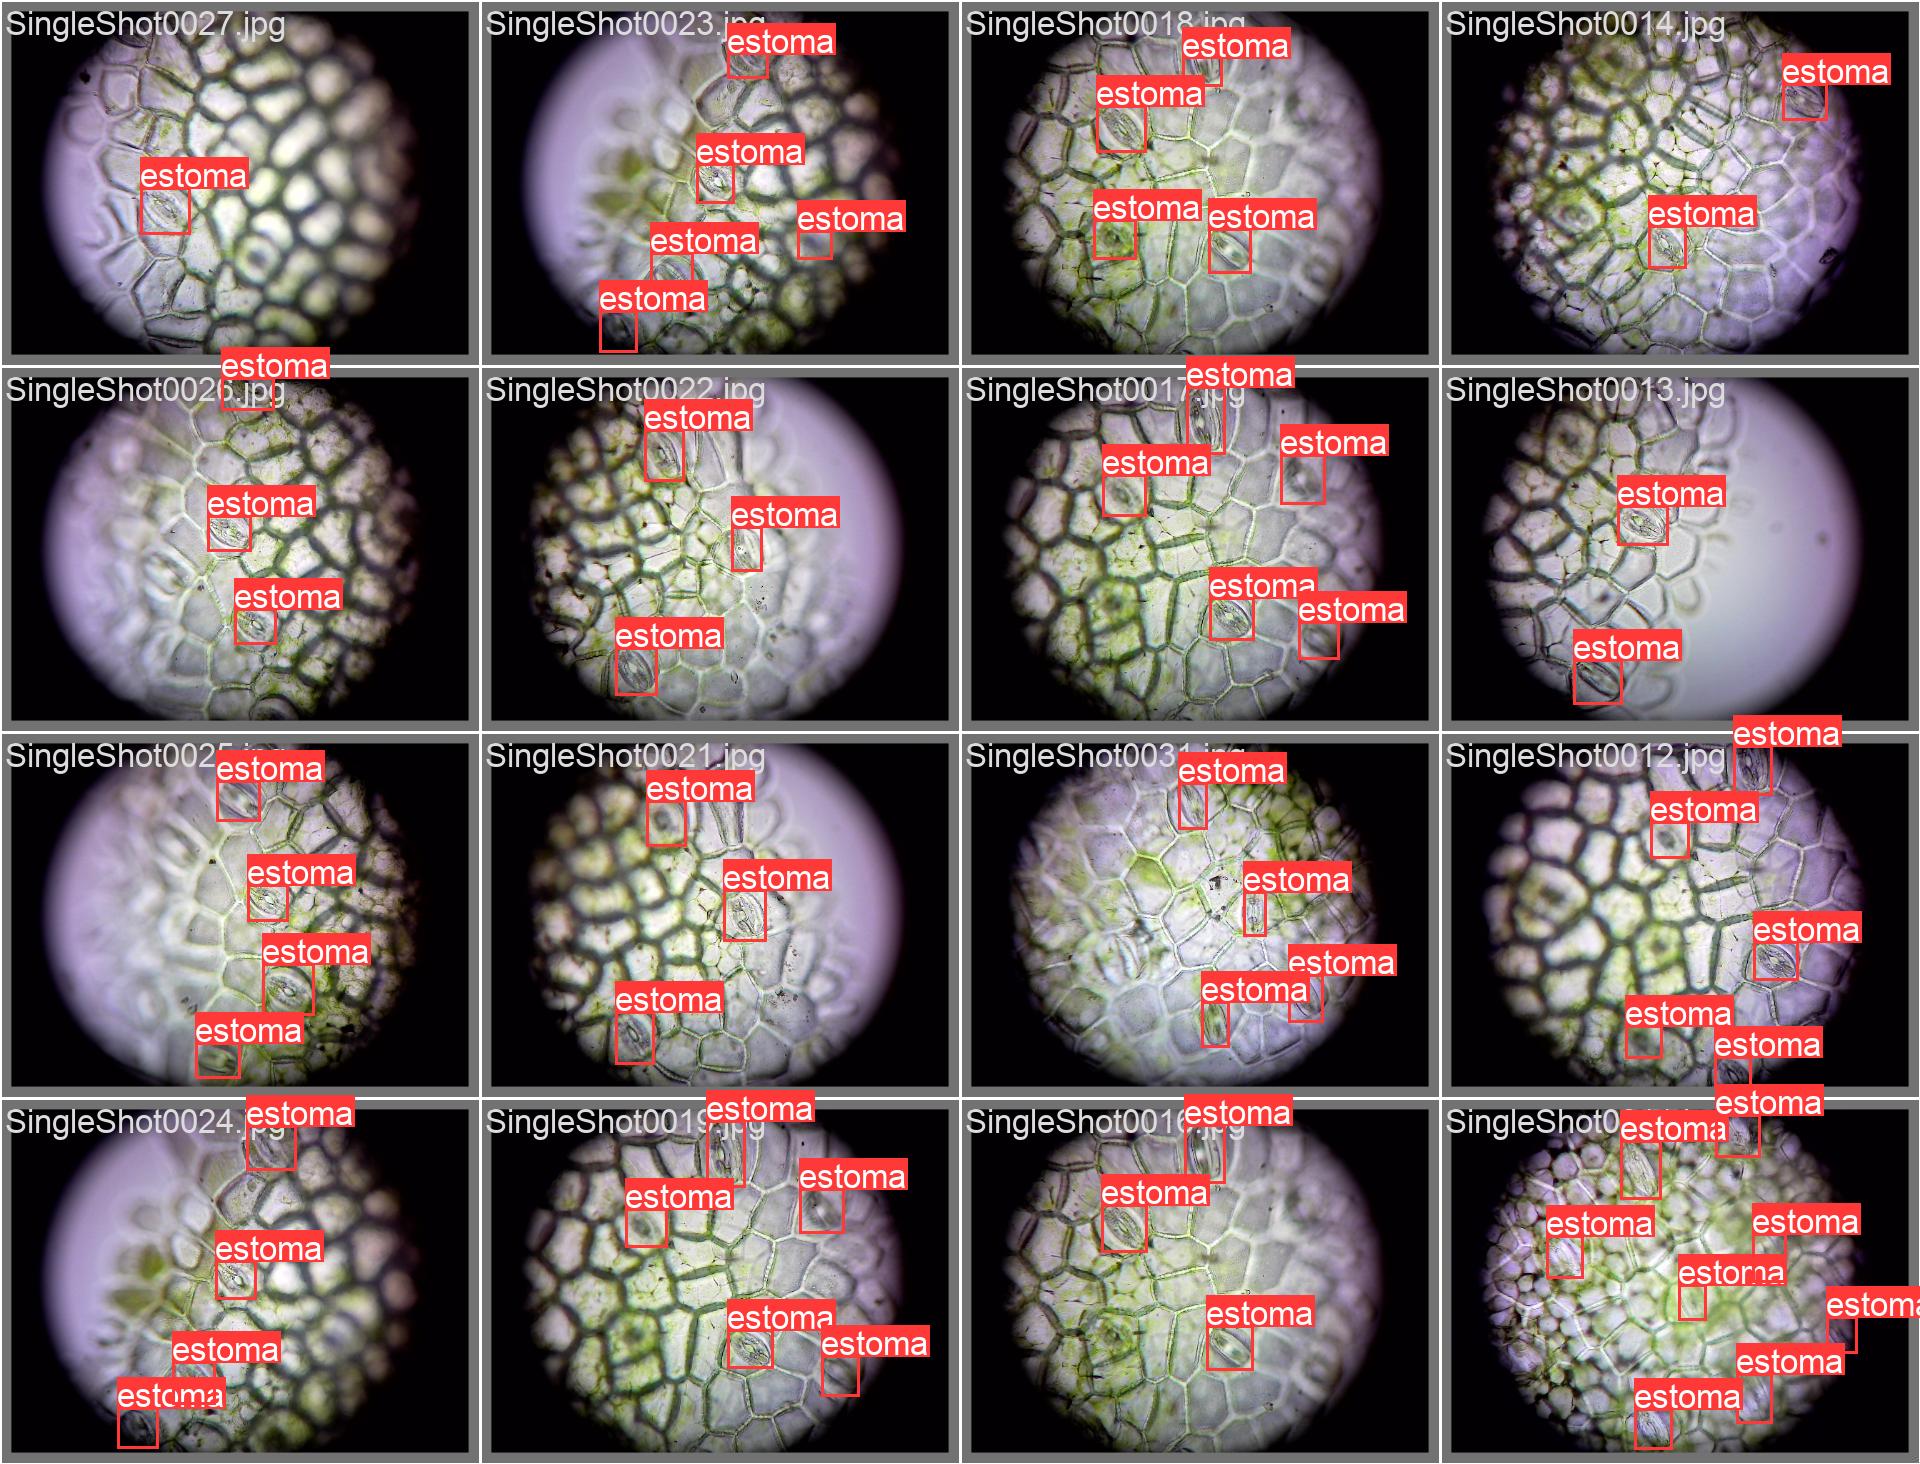 SingleShot0027.jpg
estoma
SingleShot0023.jpg
estoma
estoma
estoma
estoma
estoma
SingleShot0018.jpg
estoma
estoma
estoma
estoma
SingleShot0014.jpg
estoma
estoma
SingleShot0026.jpg
estoma
estoma
estoma
SingleShot0022.jpg
estoma
estoma
estoma
SingleShot0017.jpg
estoma
estoma
estoma
estoma
estoma
SingleShot0013.jpg
estoma
estoma
SingleShot0025.jpg
estoma
estoma
estoma
estoma
SingleShot0021.jpg
estoma
estoma
estoma
SingleShot0031.jpg
estoma
estoma
estoma
estoma
SingleShot0012.jpg
estoma
estoma
estoma
estoma
estoma
SingleShot0024.jpg
estoma
estoma
estoma
estoma
SingleShot0019.jpg
estoma
estoma
estoma
estoma
estoma
SingleShot0016.jpg
estoma
estoma
estoma
estoma
estoma
estoma
estoma
estoma
estoma
estoma
estoma